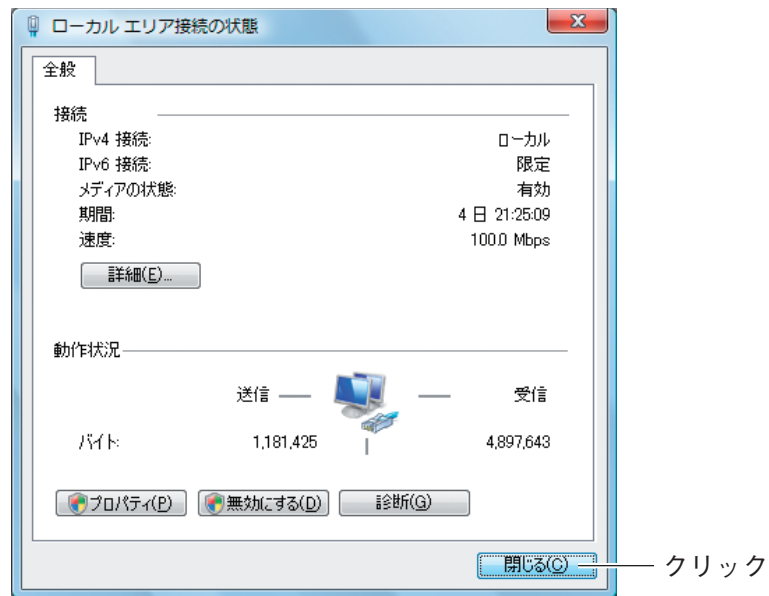 ローカル エリア接続の状態
全般
接続
IPv4 接続: ローカル
IPv6 接続: 限定
メディアの状態: 有効
期間: 4 日 21:25:09
速度: 100.0 Mbps
詳細(E)...
動作状況
送信 受信
バイト: 1,181,425 4,897,643
プロパティ(P) 無効にする(D) 診断(G)
閉じる(C) クリック